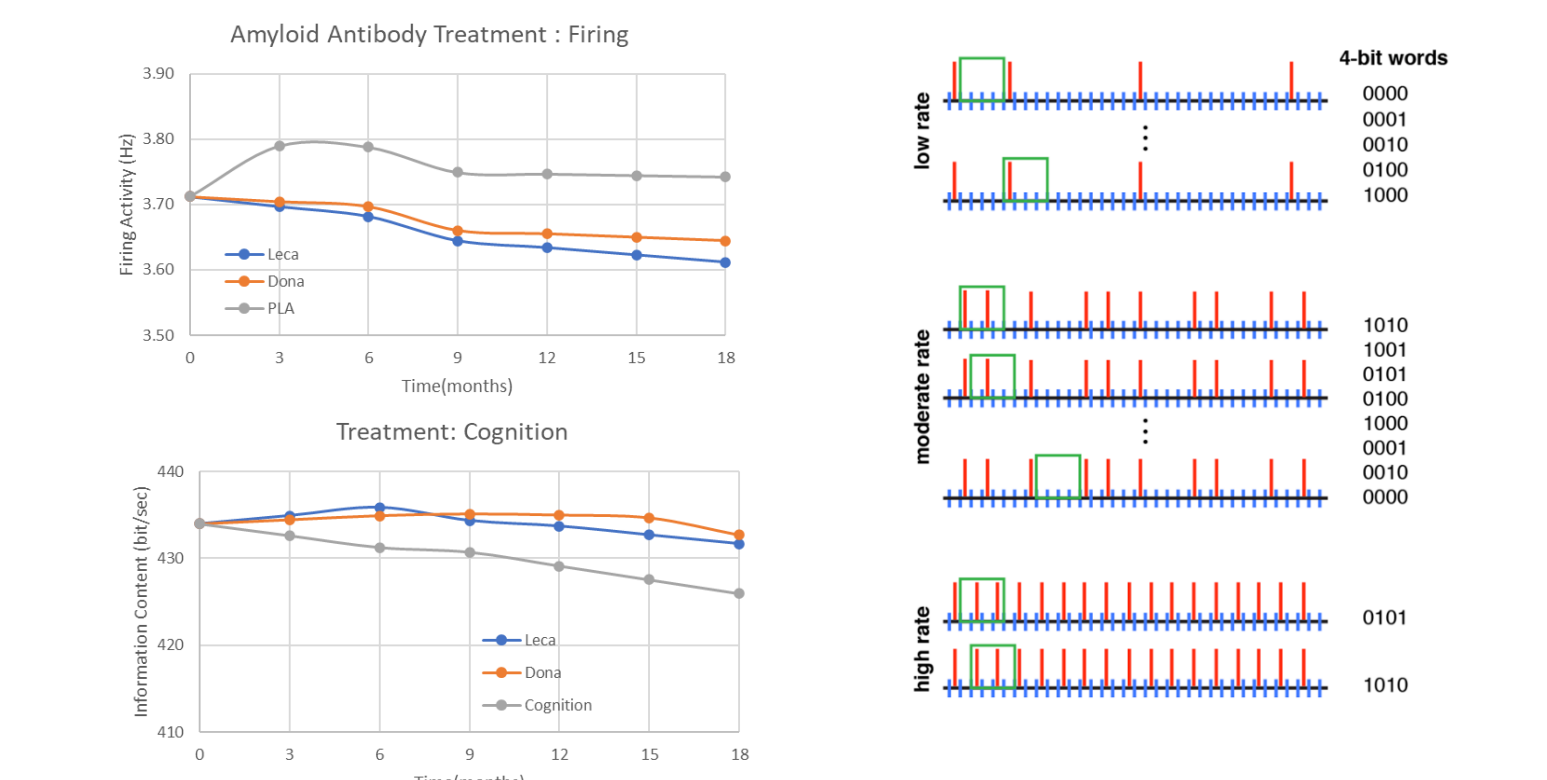 Amyloid Antibody Treatment : Firing
3.90
3.80
3.70
3.60
3.50
Firing Activity (Hz)
Leca
Dona
PLA
0 3 6 9 12 15 18
Time(months)
Treatment: Cognition
440
430
420
410
Information Content (bit/sec)
Leca
Dona
Cognition
0 3 6 9 12 15 18
Time(months)
4-bit words
low rate
0000
0001
0010
0100
1000
moderate rate
1010
1001
0101
0100
1000
0001
0010
0000
high rate
0101
1010